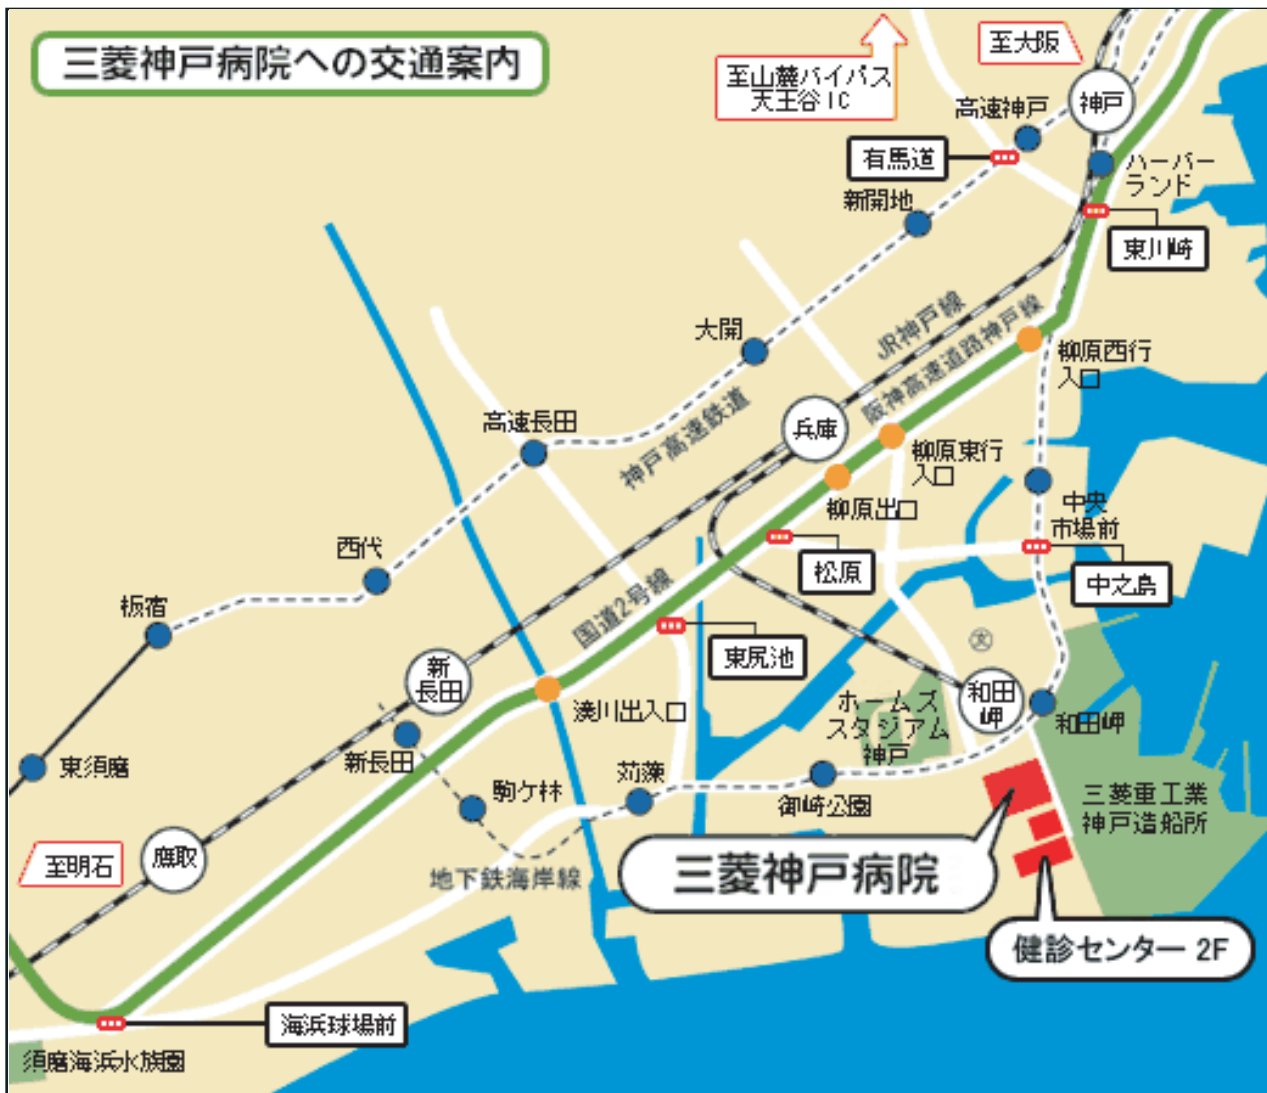 三菱神戸病院への交通案内
至山麓バイパス
天王谷IC
至大阪
神戸
高速神戸
有馬道
ハーバー
ランド
新開地
東川崎
大開
JR神戸線
阪神高速道路神戸線
柳原西行
入口
高速長田
神戸高速鉄道
兵庫
柳原東行
入口
柳原出口
中央
市場前
西代
松原
中之島
板宿
国道2号線
東尻池
文
新
長田
湊川出入口
ホームズ
スタジアム
神戸
和田
岬
和田岬
東須磨
新長田
駒ケ林
苅藻
御崎公園
三菱重工業
神戸造船所
至明石
鷹取
地下鉄海岸線
三菱神戸病院
健診センター 2F
海浜球場前
須磨海浜水族園